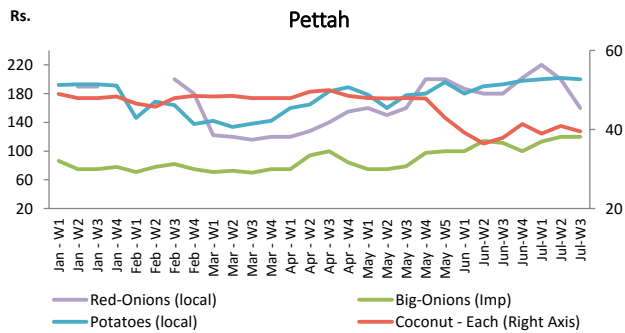 Rs.
Pettah
220
180
140
100
60
20
60
40
20
Jan - W1
Jan - W2
Jan - W3
Jan - W4
Feb - W1
Feb - W2
Feb - W3
Feb - W4
Mar - W1
Mar - W2
Mar - W3
Mar - W4
Apr - W1
Apr - W2
Apr - W3
Apr - W4
May - W1
May - W2
May - W3
May - W4
May - W5
Jun - W1
Jun-W2
Jun-W3
Jun-W4
Jul-W1
Jul-W2
Jul-W3
Red-Onions (local)
Big-Onions (Imp)
Potatoes (local)
Coconut - Each (Right Axis)